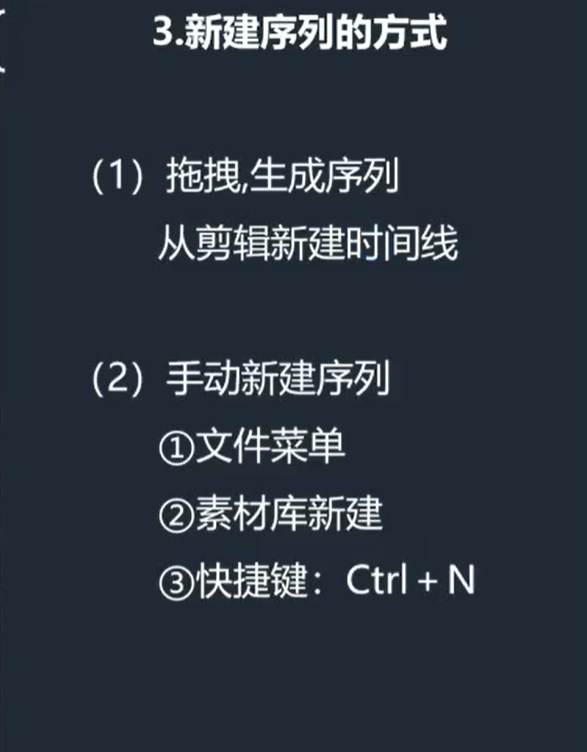 3.新建序列的方式
（1）拖拽,生成序列
从剪辑新建时间线
（2）手动新建序列
①文件菜单
②素材库新建
③快捷键：Ctrl + N